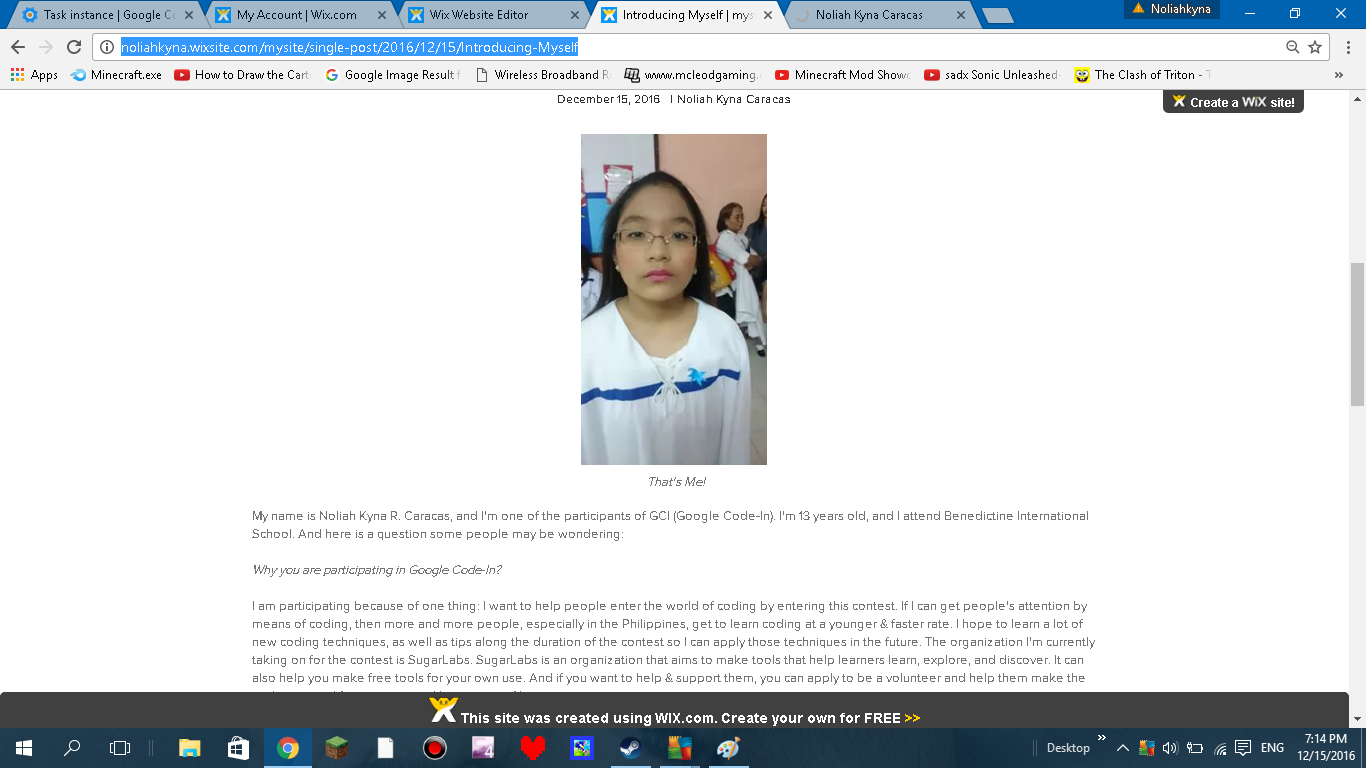 Task instance | Google Co
My Account | Wix.com
Wix Website Editor
Introducing Myself | mys
Noliah Kyna Caracas
Noliahkyna
noliahkyna.wixsite.com/mysite/single-post/2016/12/15/Introducing-Myself
Apps
Minecraft.exe
How to Draw the Cart
Google Image Result f
Wireless Broadband R
www.mcleodgaming.
Minecraft Mod Showc
sadx Sonic Unleashed
The Clash of Triton - T
December 15, 2016 | Noliah Kyna Caracas
Create a WiX site!
That's Me!
My name is Noliah Kyna R. Caracas, and I'm one of the participants of GCI (Google Code-In). I'm 13 years old, and I attend Benedictine International
School. And here is a question some people may be wondering:
Why you are participating in Google Code-In?
I am participating because of one thing: I want to help people enter the world of coding by entering this contest. If I can get people's attention by
means of coding, then more and more people, especially in the Philippines, get to learn coding at a younger & faster rate. I hope to learn a lot of
new coding techniques, as well as tips along the duration of the contest so I can apply those techniques in the future. The organization I'm currently
taking on for the contest is SugarLabs. SugarLabs is an organization that aims to make tools that help learners learn, explore, and discover. It can
also help you make free tools for your own use. And if you want to help & support them, you can apply to be a volunteer and help them make the
This site was created using WIX.com. Create your own for FREE >>
Desktop
ENG
7:14 PM
12/15/2016